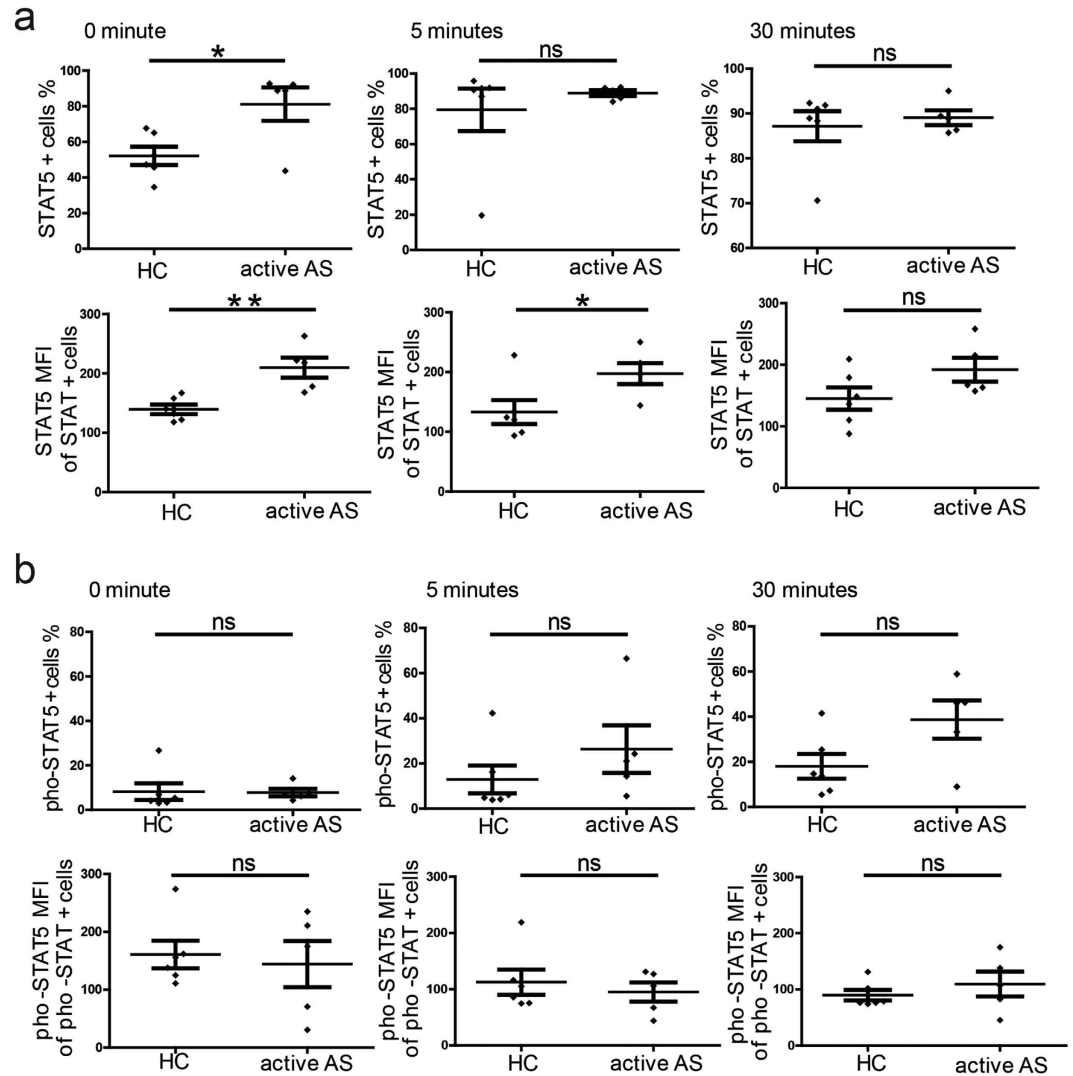 a
0 minute
5 minutes
30 minutes
*
ns
ns
STAT5 + cells %
100
80
60
40
20
0
HC
active AS
STAT5 + cells %
100
80
60
40
20
0
HC
active AS
STAT5 + cells %
100
90
80
70
60
HC
active AS
**
*
ns
STAT5 MFI
of STAT + cells
300
200
100
0
HC
active AS
STAT5 MFI
of STAT + cells
300
200
100
0
HC
active AS
STAT5 MFI
of STAT + cells
300
200
100
0
HC
active AS
b
0 minute
5 minutes
30 minutes
ns
ns
ns
pho-STAT5+cells %
80
60
40
20
0
HC
active AS
pho-STAT5+cells %
80
60
40
20
0
HC
active AS
pho-STAT5+cells %
80
60
40
20
0
HC
active AS
ns
ns
ns
pho -STAT5 MFI
of pho -STAT + cells
300
200
100
0
HC
active AS
pho -STAT5 MFI
of pho -STAT + cells
300
200
100
0
HC
active AS
pho -STAT5 MFI
of pho -STAT + cells
300
200
100
0
HC
active AS